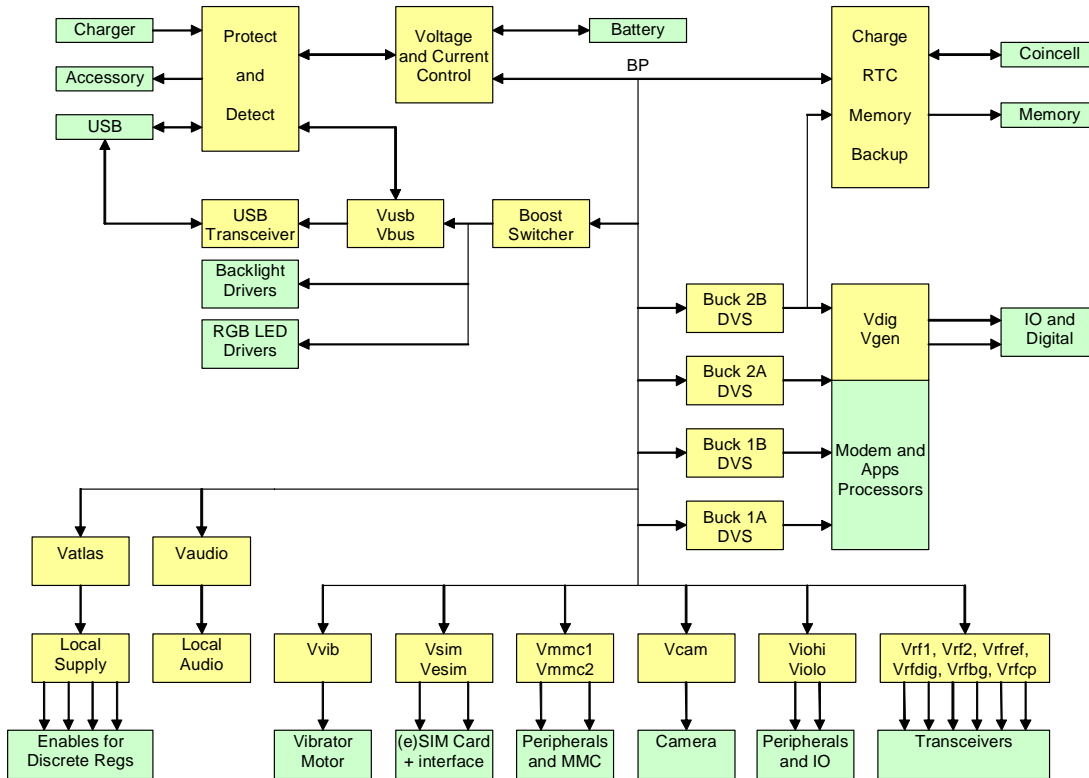 Charger
Protect
and
Detect
Voltage
and Current
Control
Battery
BP
Charge
RTC
Memory
Backup
Coincell
Accessory
USB
Memory
USB
Transceiver
Vusb
Vbus
Boost
Switcher
Backlight
Drivers
RGB LED
Drivers
Buck 2B
DVS
Vdig
Vgen
IO and
Digital
Buck 2A
DVS
Buck 1B
DVS
Modem and
Apps
Processors
Buck 1A
DVS
Vatlas
Vaudio
Local
Supply
Local
Audio
Vvib
Vsim
Vesim
Vmmc1
Vmmc2
Vcam
Viohi
Violo
Vrf1, Vrf2, Vrfref,
Vrfdig, Vrfbg, Vrfcp
Enables for
Discrete Regs
Vibrator
Motor
(e)SIM Card
+ interface
Peripherals
and MMC
Camera
Peripherals
and IO
Transceivers